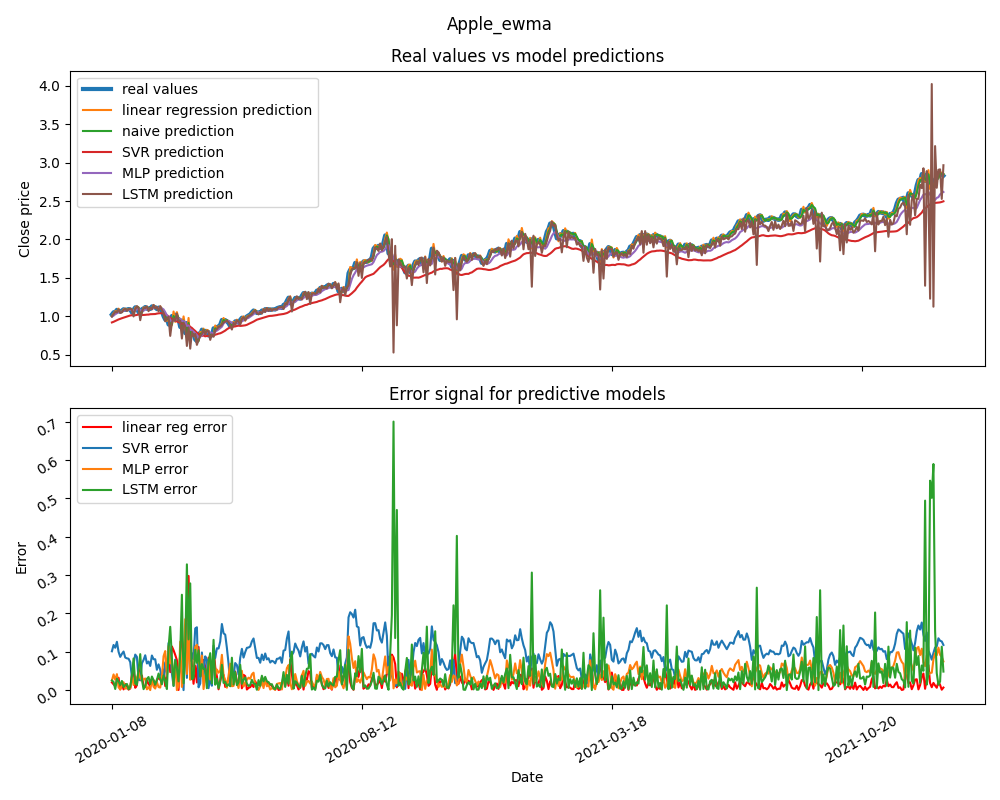 Apple_ewma
Real values vs model predictions
real values
linear regression prediction
naive prediction
SVR prediction
MLP prediction
LSTM prediction
Close price
4.0
3.5
3.0
2.5
2.0
1.5
1.0
0.5
Error signal for predictive models
linear reg error
SVR error
MLP error
LSTM error
Error
0.7
0.6
0.5
0.4
0.3
0.2
0.1
0.0
2020-01-08
2020-08-12
2021-03-18
2021-10-20
Date